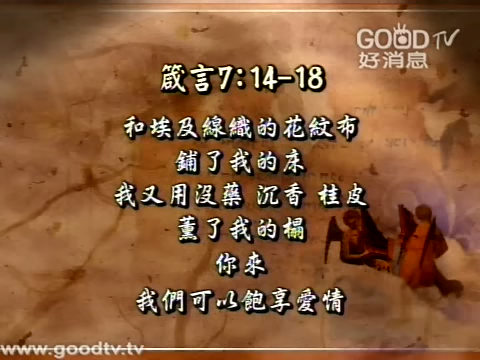 GOOD TV
好消息
箴言7:14-18
和埃及線織的花紋布
鋪了我的床
我又用沒藥 沉香 桂皮
薰了我的榻
你來
我們可以飽享愛情
www.goodtv.tv